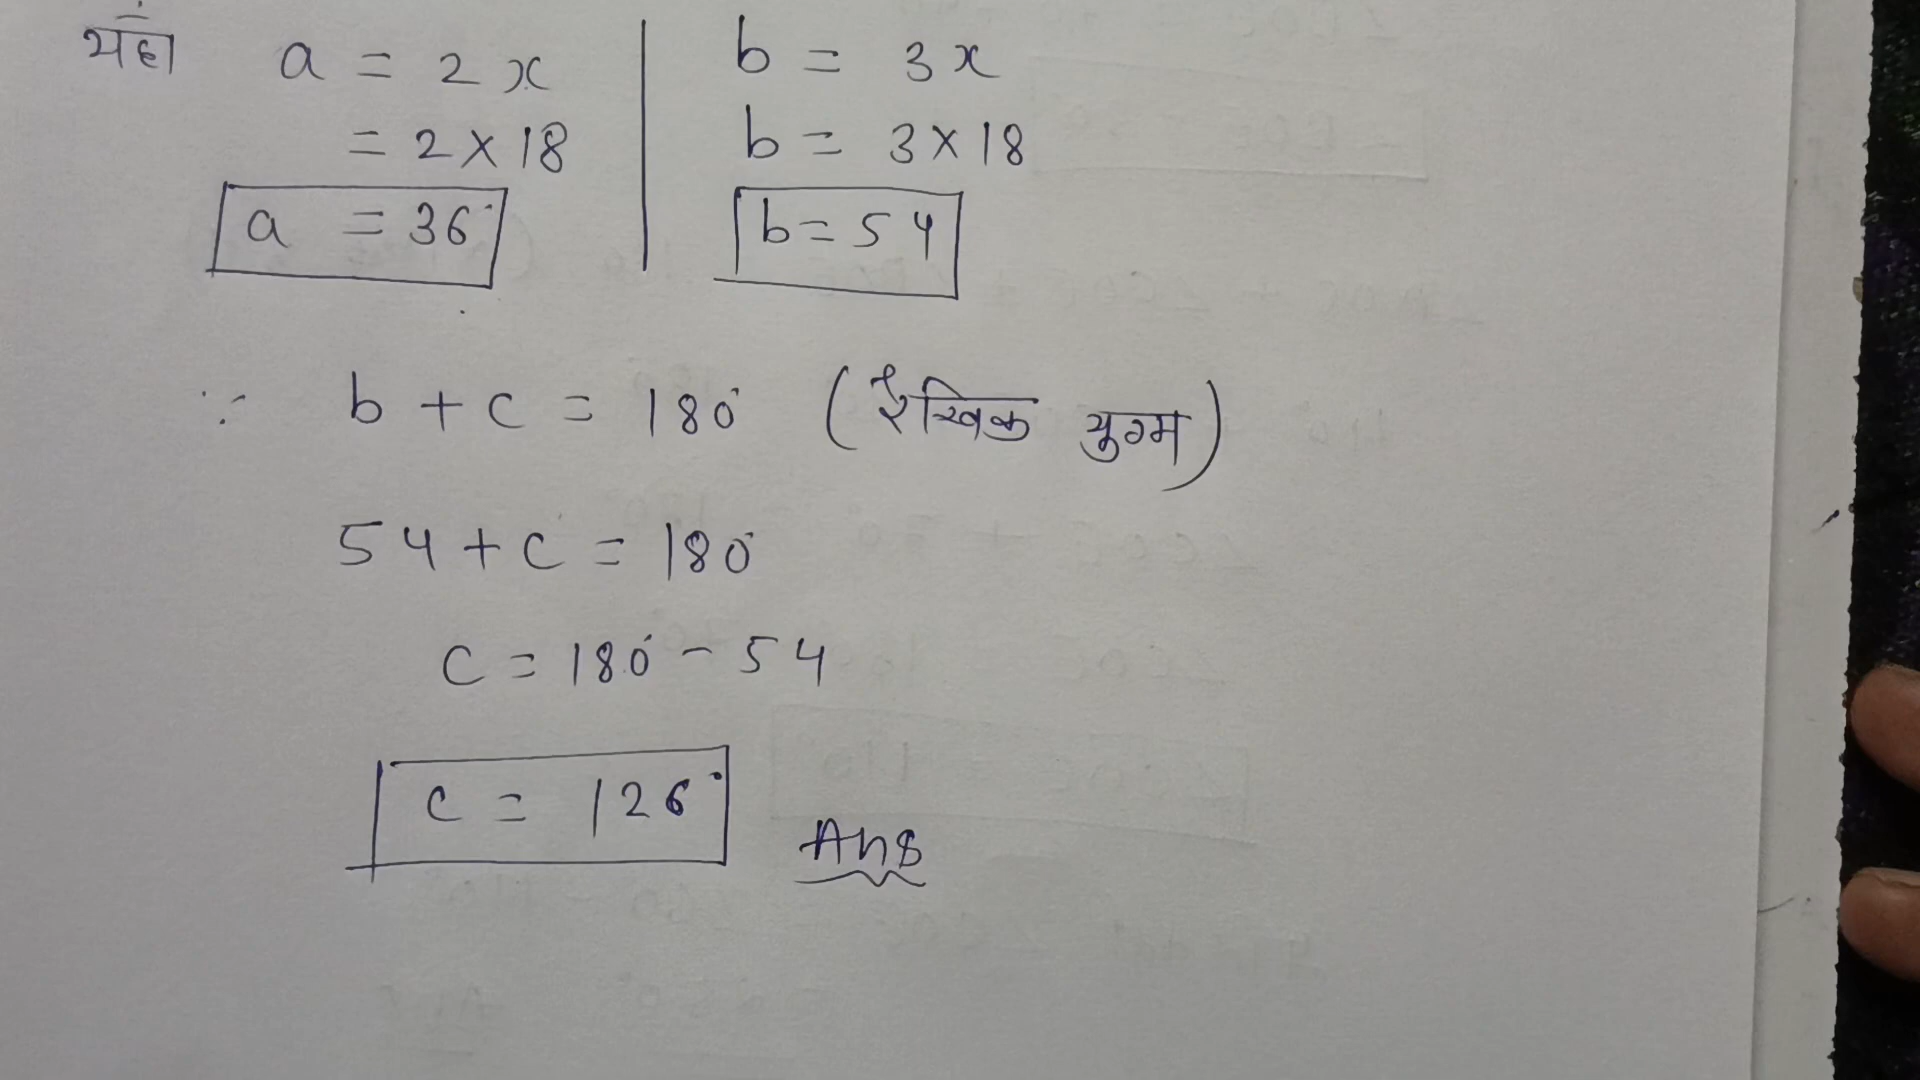 यहां a = 2x
= 2 × 18
a = 36°
b = 3x
b = 3 × 18
b = 54
∵ b + c = 180° (रैखिक युग्म)
54 + c = 180°
c = 180° - 54
c = 126°
Ans